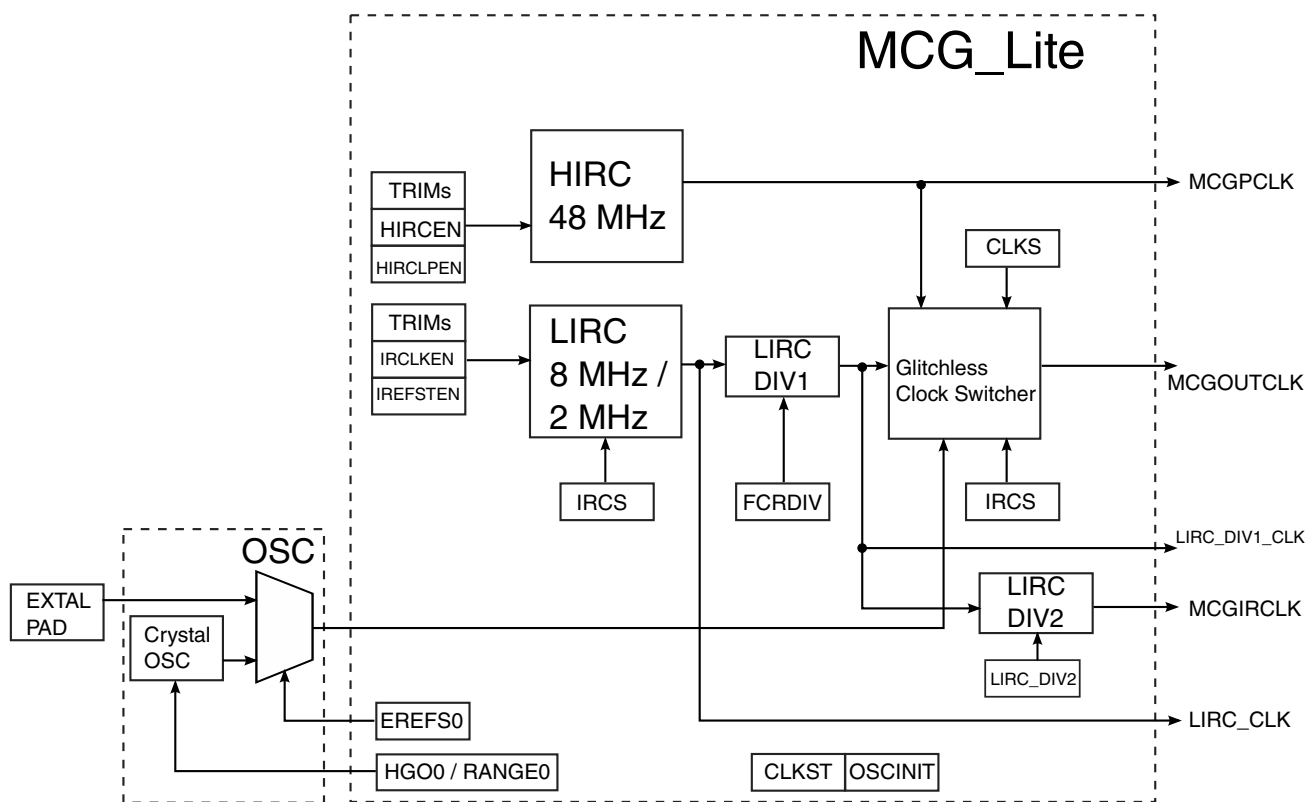 MCG_Lite
HIRC
48 MHz
TRIMs
HIRCEN
HIRCLPEN
MCGPCLK
CLKS
TRIMs
IRCLKEN
IREFSTEN
LIRC
8 MHz /
2 MHz
LIRC
DIV1
Glitchless
Clock Switcher
MCGOUTCLK
IRCS
FCRDIV
IRCS
LIRC_DIV1_CLK
OSC
EXTAL
PAD
Crystal
OSC
LIRC
DIV2
MCGIRCLK
LIRC_DIV2
EREFS0
LIRC_CLK
HGO0 / RANGE0
CLKST
OSCINIT